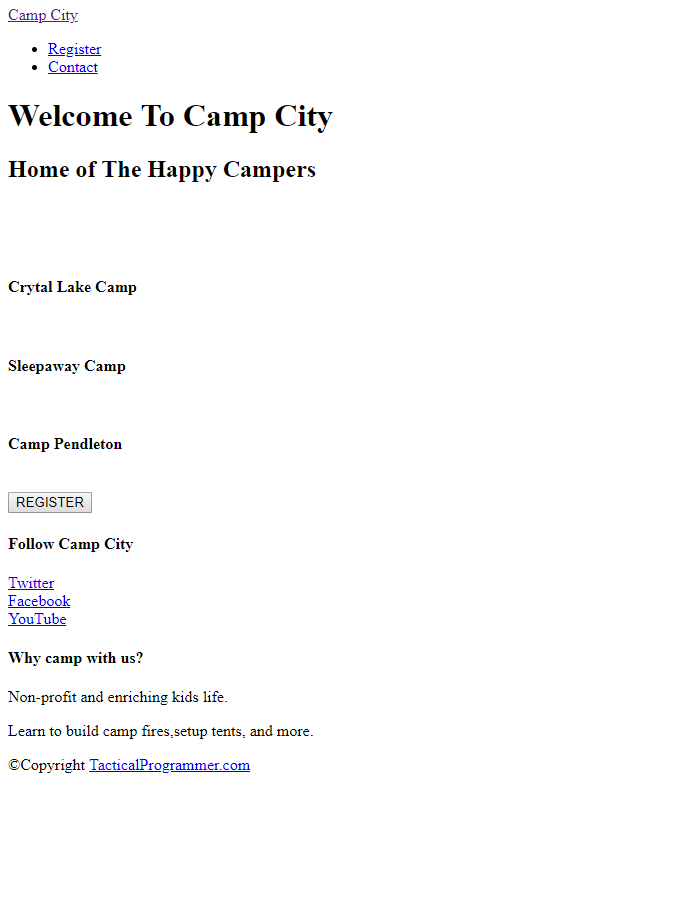 Camp City
Register
Contact
Welcome To Camp City
Home of The Happy Campers
Crytal Lake Camp
Sleepaway Camp
Camp Pendleton
REGISTER
Follow Camp City
Twitter
Facebook
YouTube
Why camp with us?
Non-profit and enriching kids life.
Learn to build camp fires,setup tents, and more.
©Copyright TacticalProgrammer.com